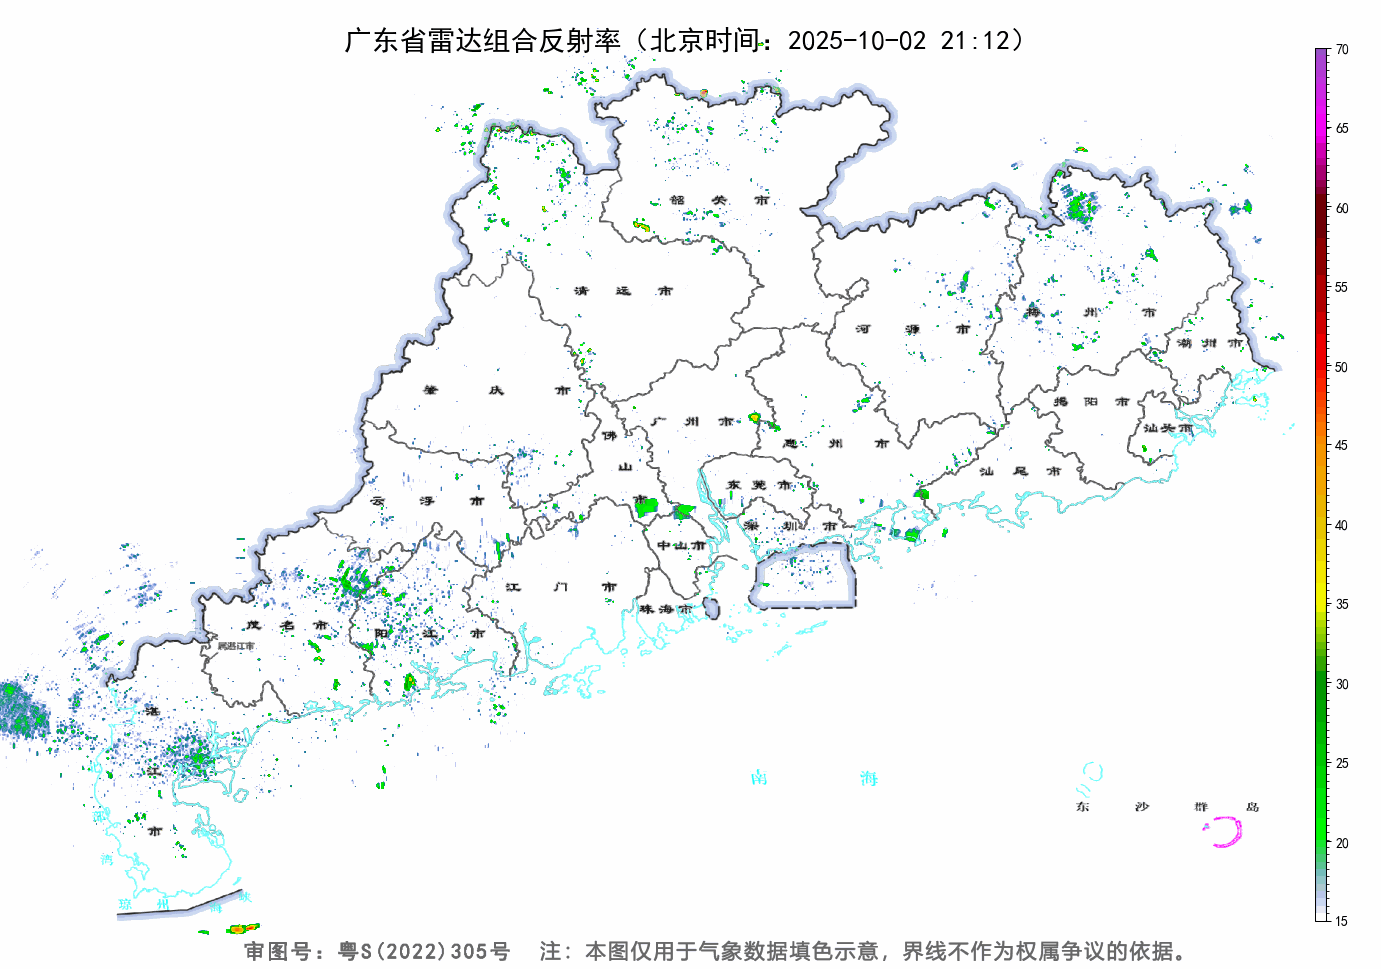 广东省雷达组合反射率（北京时间：2025-10-02 21:12）
70
65
60
55
50
45
40
35
30
25
20
15
韶关市
清远市
河源市
梅州市
潮州市
肇庆市
广州市
佛山市
惠州市
揭阳市
汕头市
汕尾市
云浮市
东莞市
深圳市
中山市
江门市
珠海市
茂名市
属湛江市
阳江市
湛江市
南海
东沙群岛
湾
琼州海峡
审图号：粤S(2022)305号 注：本图仅用于气象数据填色示意，界线不作为权属争议的依据。